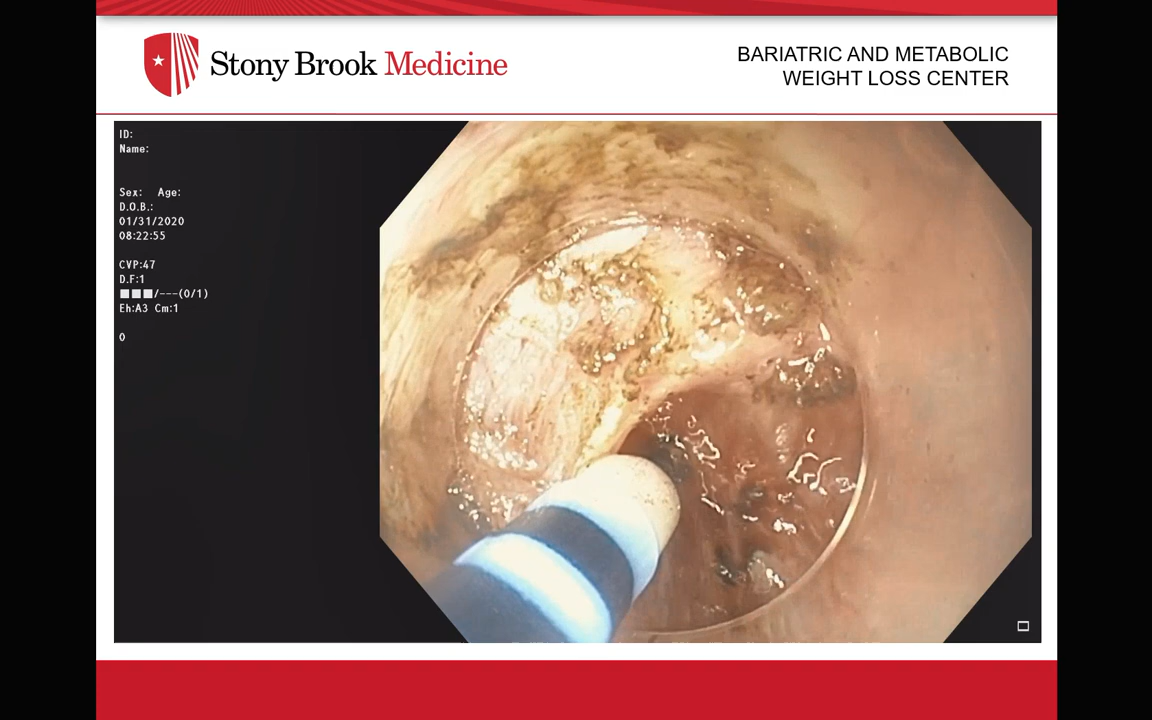 Stony Brook Medicine
BARIATRIC AND METABOLIC
WEIGHT LOSS CENTER
ID:
Name:
Sex: Age:
D.O.B.:
01/31/2020
08:22:55
CVP:47
D.F:1
■■■/---(0/1)
Eh:A3 Cm:1
0